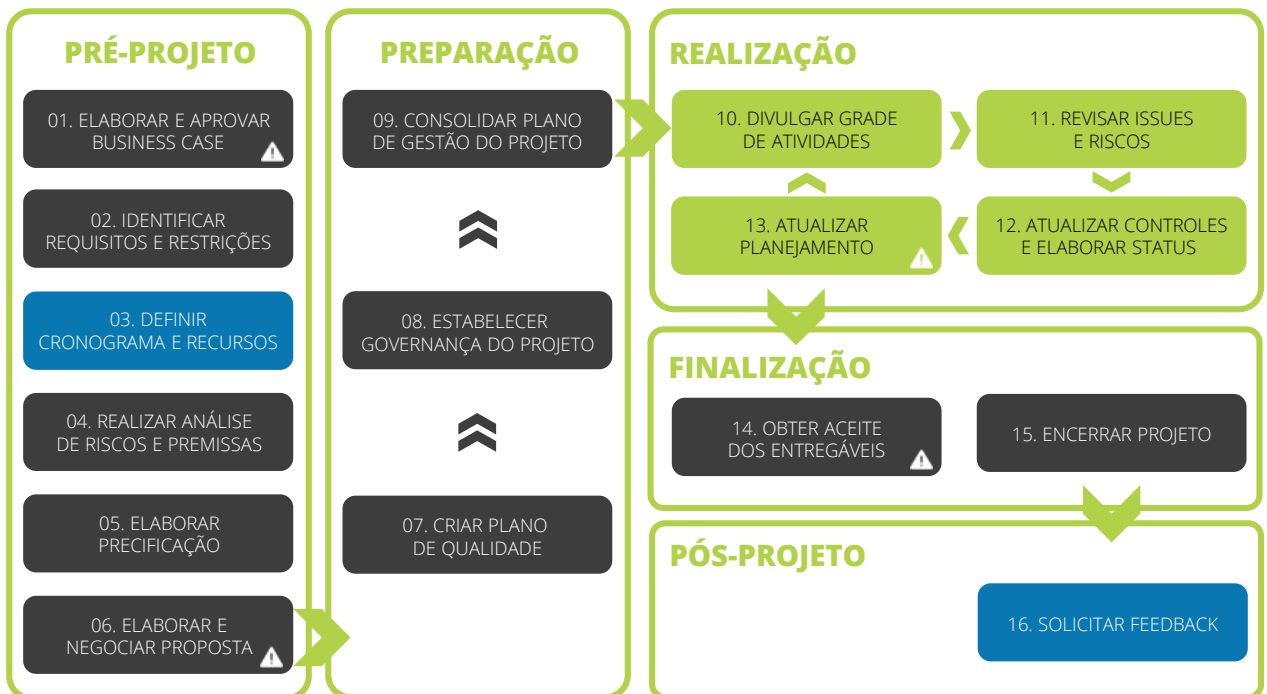 PRÉ-PROJETO
01. ELABORAR E APROVAR
BUSINESS CASE
02. IDENTIFICAR
REQUISITOS E RESTRIÇÕES
03. DEFINIR
CRONOGRAMA E RECURSOS
04. REALIZAR ANÁLISE
DE RISCOS E PREMISSAS
05. ELABORAR
PRECIFICAÇÃO
06. ELABORAR E
NEGOCIAR PROPOSTA
PREPARAÇÃO
09. CONSOLIDAR PLANO
DE GESTÃO DO PROJETO
08. ESTABELECER
GOVERNANÇA DO PROJETO
07. CRIAR PLANO
DE QUALIDADE
REALIZAÇÃO
10. DIVULGAR GRADE
DE ATIVIDADES
11. REVISAR ISSUES
E RISCOS
13. ATUALIZAR
PLANEJAMENTO
12. ATUALIZAR CONTROLES
E ELABORAR STATUS
FINALIZAÇÃO
14. OBTER ACEITE
DOS ENTREGÁVEIS
15. ENCERRAR PROJETO
PÓS-PROJETO
16. SOLICITAR FEEDBACK